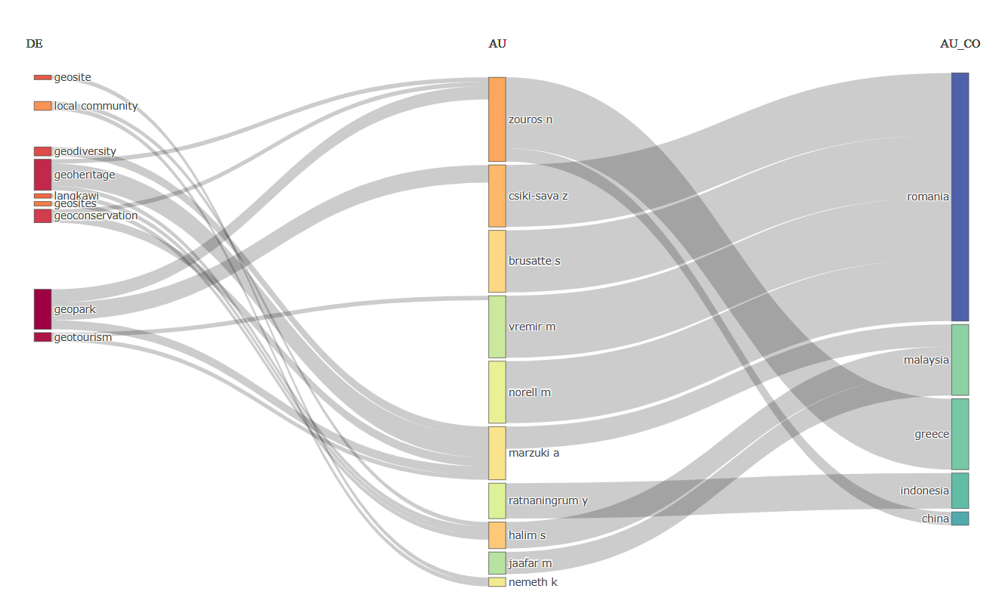 DE
AU
AU_CO
geosite
local community
geodiversity
geoheritage
langkawi
geosites
geoconservation
geopark
geotourism
zouros n
csiki-sava z
brusatte s
vremir m
norell m
marzuki a
ratnaningrum y
halim s
jaafar m
nemeth k
romania
malaysia
greece
indonesia
china